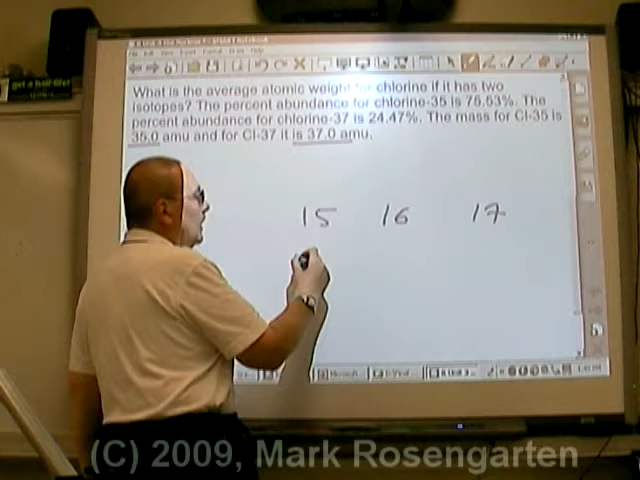 What is the average atomic weight for chlorine if it has two
isotopes? The percent abundance for chlorine-35 is 75.53%. The
percent abundance for chlorine-37 is 24.47%. The mass for Cl-35 is
35.0 amu and for Cl-37 it is 37.0 amu.
15 16 17
(C) 2009, Mark Rosengarten